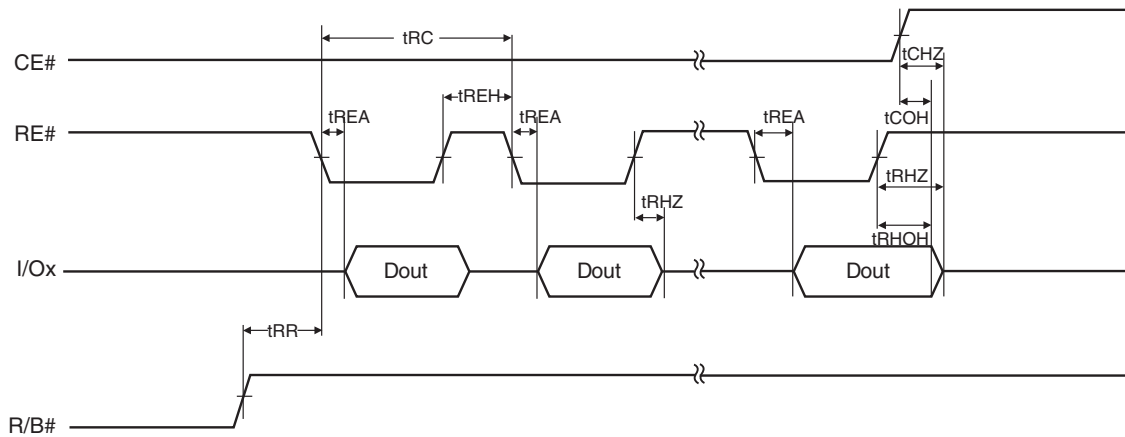 tRC
CE#
tCHZ
tREH
tREA
tREA
tREA
tCOH
RE#
tRHZ
tRHZ
tRHOH
I/Ox
Dout
Dout
Dout
tRR
R/B#